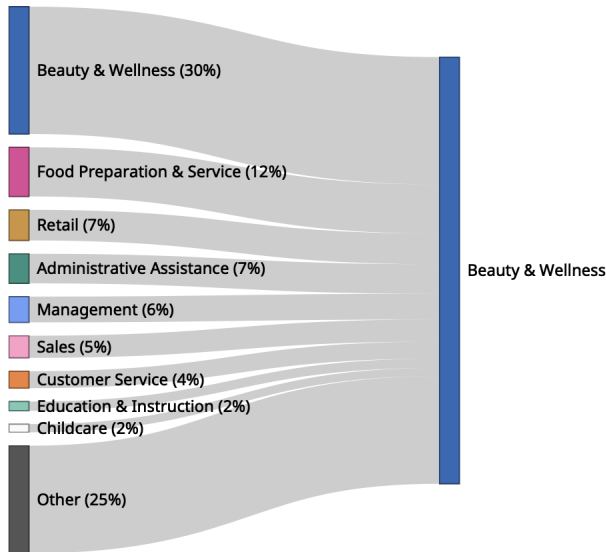 Beauty & Wellness (30%)
Food Preparation & Service (12%)
Retail (7%)
Administrative Assistance (7%)
Beauty & Wellness
Management (6%)
Sales (5%)
Customer Service (4%)
Education & Instruction (2%)
Childcare (2%)
Other (25%)